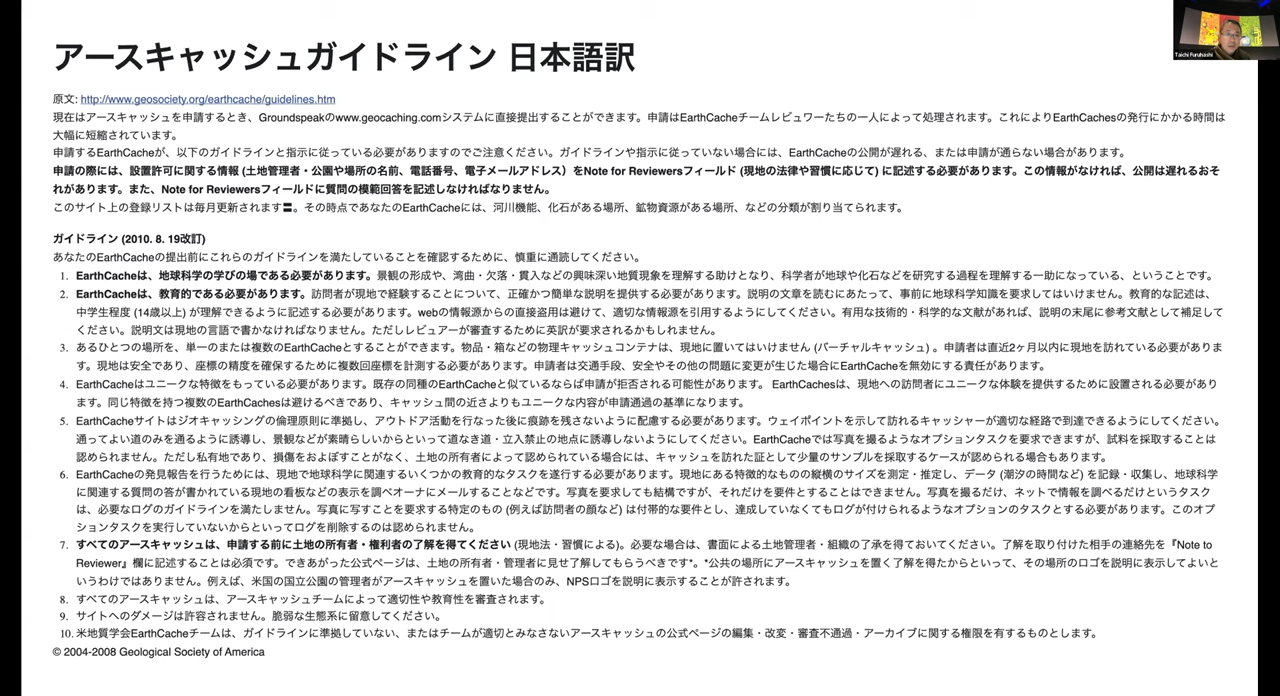 アースキャッシュガイドライン 日本語訳
Taichi Furuhashi
原文: http://www.geosociety.org/earthcache/guidelines.htm
現在はアースキャッシュを申請するとき、Groundspeakのwww.geocaching.comシステムに直接提出することができます。申請はEarthCacheチームレビュワーたちの一人によって処理されます。これによりEarthCachesの発行にかかる時間は
大幅に短縮されています。
申請するEarthCacheが、以下のガイドラインと指示に従っている必要がありますのでご注意ください。ガイドラインや指示に従っていない場合には、EarthCacheの公開が遅れる、または申請が通らない場合があります。
申請の際には、設置許可に関する情報 (土地管理者・公園や場所の名前、電話番号、電子メールアドレス）をNote for Reviewersフィールド (現地の法律や習慣に応じて) に記述する必要があります。この情報がなければ、公開は遅れるおそ
れがあります。また、Note for Reviewersフィールドに質問の模範回答を記述しなければなりません。
このサイト上の登録リストは毎月更新されます〓。その時点であなたのEarthCacheには、河川機能、化石がある場所、鉱物資源がある場所、などの分類が割り当てられます。
ガイドライン (2010. 8. 19改訂)
あなたのEarthCacheの提出前にこれらのガイドラインを満たしていることを確認するために、慎重に通読してください。
1. EarthCacheは、地球科学の学びの場である必要があります。景観の形成や、湾曲・欠落・貫入などの興味深い地質現象を理解する助けとなり、科学者が地球や化石などを研究する過程を理解する一助になっている、ということです。
2. EarthCacheは、教育的である必要があります。訪問者が現地で経験することについて、正確かつ簡単な説明を提供する必要があります。説明の文章を読むにあたって、事前に地球科学知識を要求してはいけません。教育的な記述は、
中学生程度 (14歳以上) が理解できるように記述する必要があります。webの情報源からの直接盗用は避けて、適切な情報源を引用するようにしてください。有用な技術的・科学的な文献があれば、説明の末尾に参考文献として補足して
ください。説明文は現地の言語で書かなければなりません。ただしレビュアーが審査するために英訳が要求されるかもしれません。
3. あるひとつの場所を、単一のまたは複数のEarthCacheとすることができます。物品・箱などの物理キャッシュコンテナは、現地に置いてはいけません (バーチャルキャッシュ) 。申請者は直近2ヶ月以内に現地を訪れている必要がありま
す。現地は安全であり、座標の精度を確保するために複数回座標を計測する必要があります。申請者は交通手段、安全やその他の問題に変更が生じた場合にEarthCacheを無効にする責任があります。
4. EarthCacheはユニークな特徴をもっている必要があります。既存の同種のEarthCacheと似ているならば申請が拒否される可能性があります。 EarthCachesは、現地への訪問者にユニークな体験を提供するために設置される必要があり
ます。同じ特徴を持つ複数のEarthCachesは避けるべきであり、キャッシュ間の近さよりもユニークな内容が申請通過の基準になります。
5. EarthCacheサイトはジオキャッシングの倫理原則に準拠し、アウトドア活動を行なった後に痕跡を残さないように配慮する必要があります。ウェイポイントを示して訪れるキャッシャーが適切な経路で到達できるようにしてください。
通ってよい道のみを通るように誘導し、景観などが素晴らしいからといって道なき道・立入禁止の地点に誘導しないようにしてください。EarthCacheでは写真を撮るようなオプションタスクを要求できますが、試料を採取することは
認められません。ただし私有地であり、損傷をおよぼすことがなく、土地の所有者によって認められている場合には、キャッシュを訪れた証として少量のサンプルを採取するケースが認められる場合もあります。
6. EarthCacheの発見報告を行うためには、現地で地球科学に関連するいくつかの教育的なタスクを遂行する必要があります。現地にある特徴的なものの縦横のサイズを測定・推定し、データ (潮汐の時間など) を記録・収集し、地球科学
に関連する質問の答が書かれている現地の看板などの表示を調べオーナにメールすることなどです。写真を要求しても結構ですが、それだけを要件とすることはできません。写真を撮るだけ、ネットで情報を調べるだけというタスク
は、必要なログのガイドラインを満たしません。写真に写すことを要求する特定のもの (例えば訪問者の顔など) は付帯的な要件とし、達成していなくてもログが付けられるようなオプションのタスクとする必要があります。このオプ
ションタスクを実行していないからといってログを削除するのは認められません。
7. すべてのアースキャッシュは、申請する前に土地の所有者・権利者の了解を得てください (現地法・習慣による)。必要な場合は、書面による土地管理者・組織の了承を得ておいてください。了解を取り付けた相手の連絡先を『Note to
Reviewer』欄に記述することは必須です。できあがった公式ページは、土地の所有者・管理者に見せ了解してもらうべきです*。*公共の場所にアースキャッシュを置く了解を得たからといって、その場所のロゴを説明に表示してよいと
いうわけではありません。例えば、米国の国立公園の管理者がアースキャッシュを置いた場合のみ、NPSロゴを説明に表示することが許されます。
8. すべてのアースキャッシュは、アースキャッシュチームによって適切性や教育性を審査されます。
9. サイトへのダメージは許容されません。脆弱な生態系に留意してください。
10. 米地質学会EarthCacheチームは、ガイドラインに準拠していない、またはチームが適切とみなさないアースキャッシュの公式ページの編集・改変・審査不通過・アーカイブに関する権限を有するものとします。
© 2004-2008 Geological Society of America